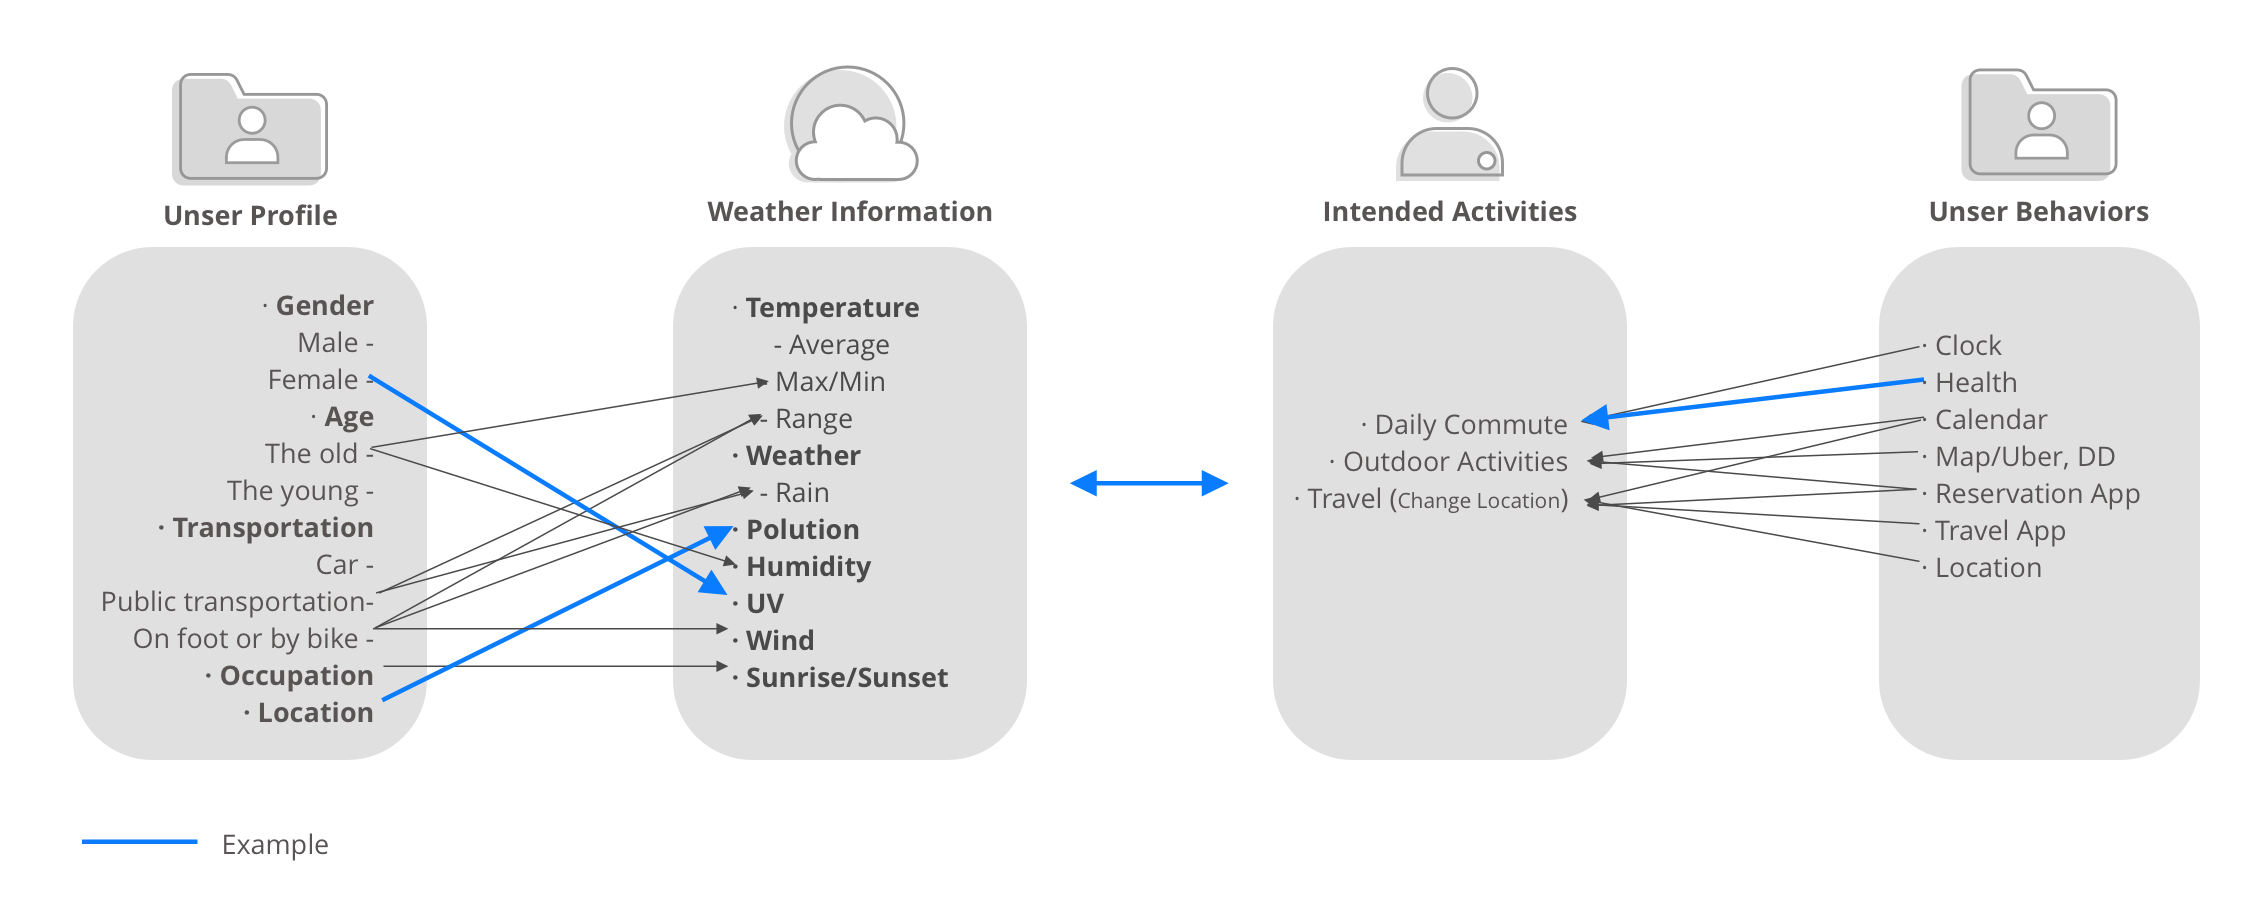 Unser Profile
Weather Information
Intended Activities
Unser Behaviors
· Gender
Male -
Female -
· Age
The old -
The young -
· Transportation
Car -
Public transportation-
On foot or by bike -
· Occupation
· Location
· Temperature
- Average
- Max/Min
- Range
· Weather
- Rain
· Polution
· Humidity
· UV
· Wind
· Sunrise/Sunset
· Daily Commute
· Outdoor Activities
· Travel (Change Location)
· Clock
· Health
· Calendar
· Map/Uber, DD
· Reservation App
· Travel App
· Location
Example